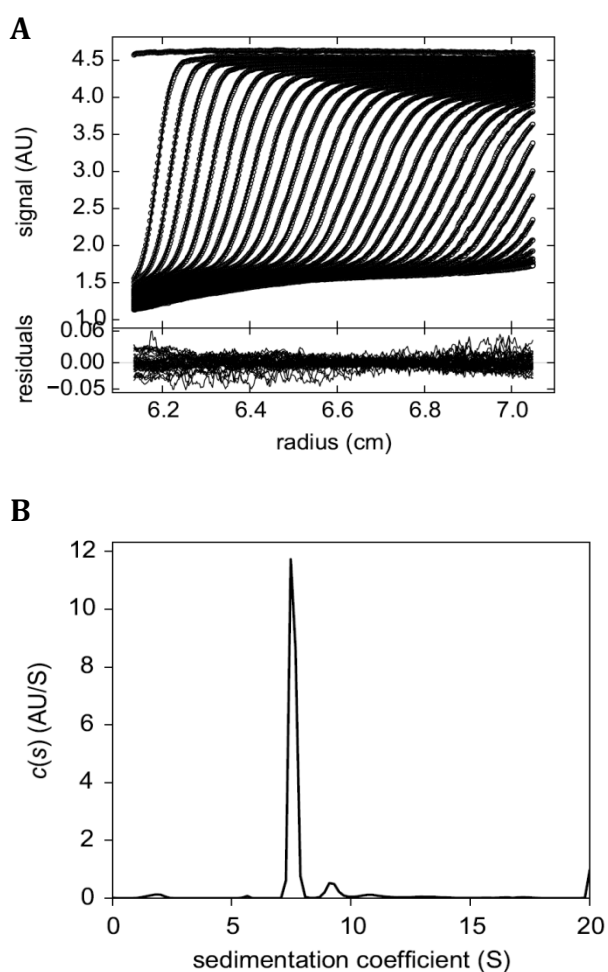 A
4.5
4.0
3.5
3.0
2.5
2.0
1.5
1.0
signal (AU)
0.06
0.00
−0.05
residuals
6.2 6.4 6.6 6.8 7.0
radius (cm)
B
12
10
8
6
4
2
0
c(s) (AU/S)
0 5 10 15 20
sedimentation coefficient (S)